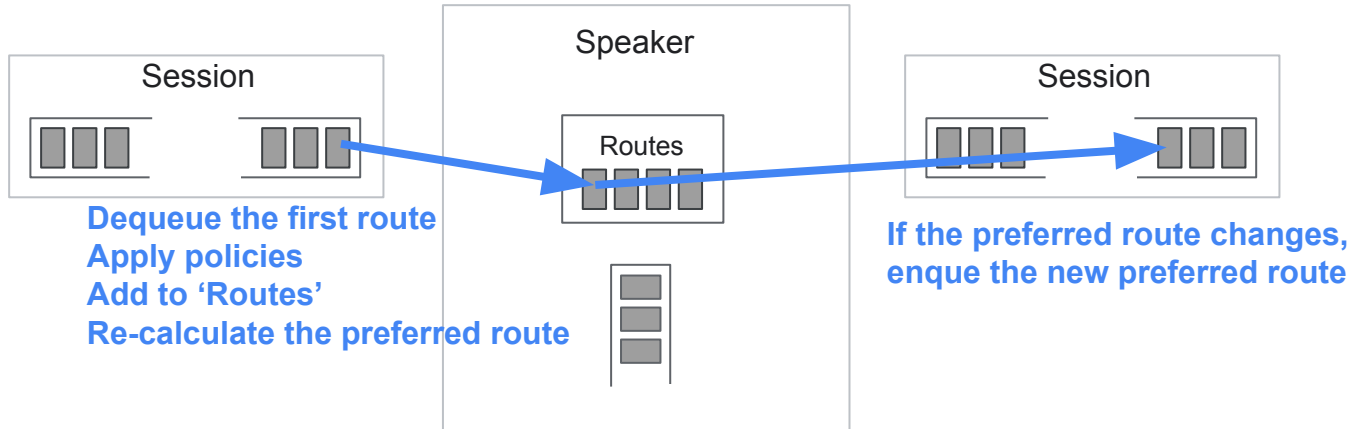 Speaker
Session
Session
Routes
Dequeue the first route
Apply policies
Add to ‘Routes’
Re-calculate the preferred route
If the preferred route changes,
enque the new preferred route